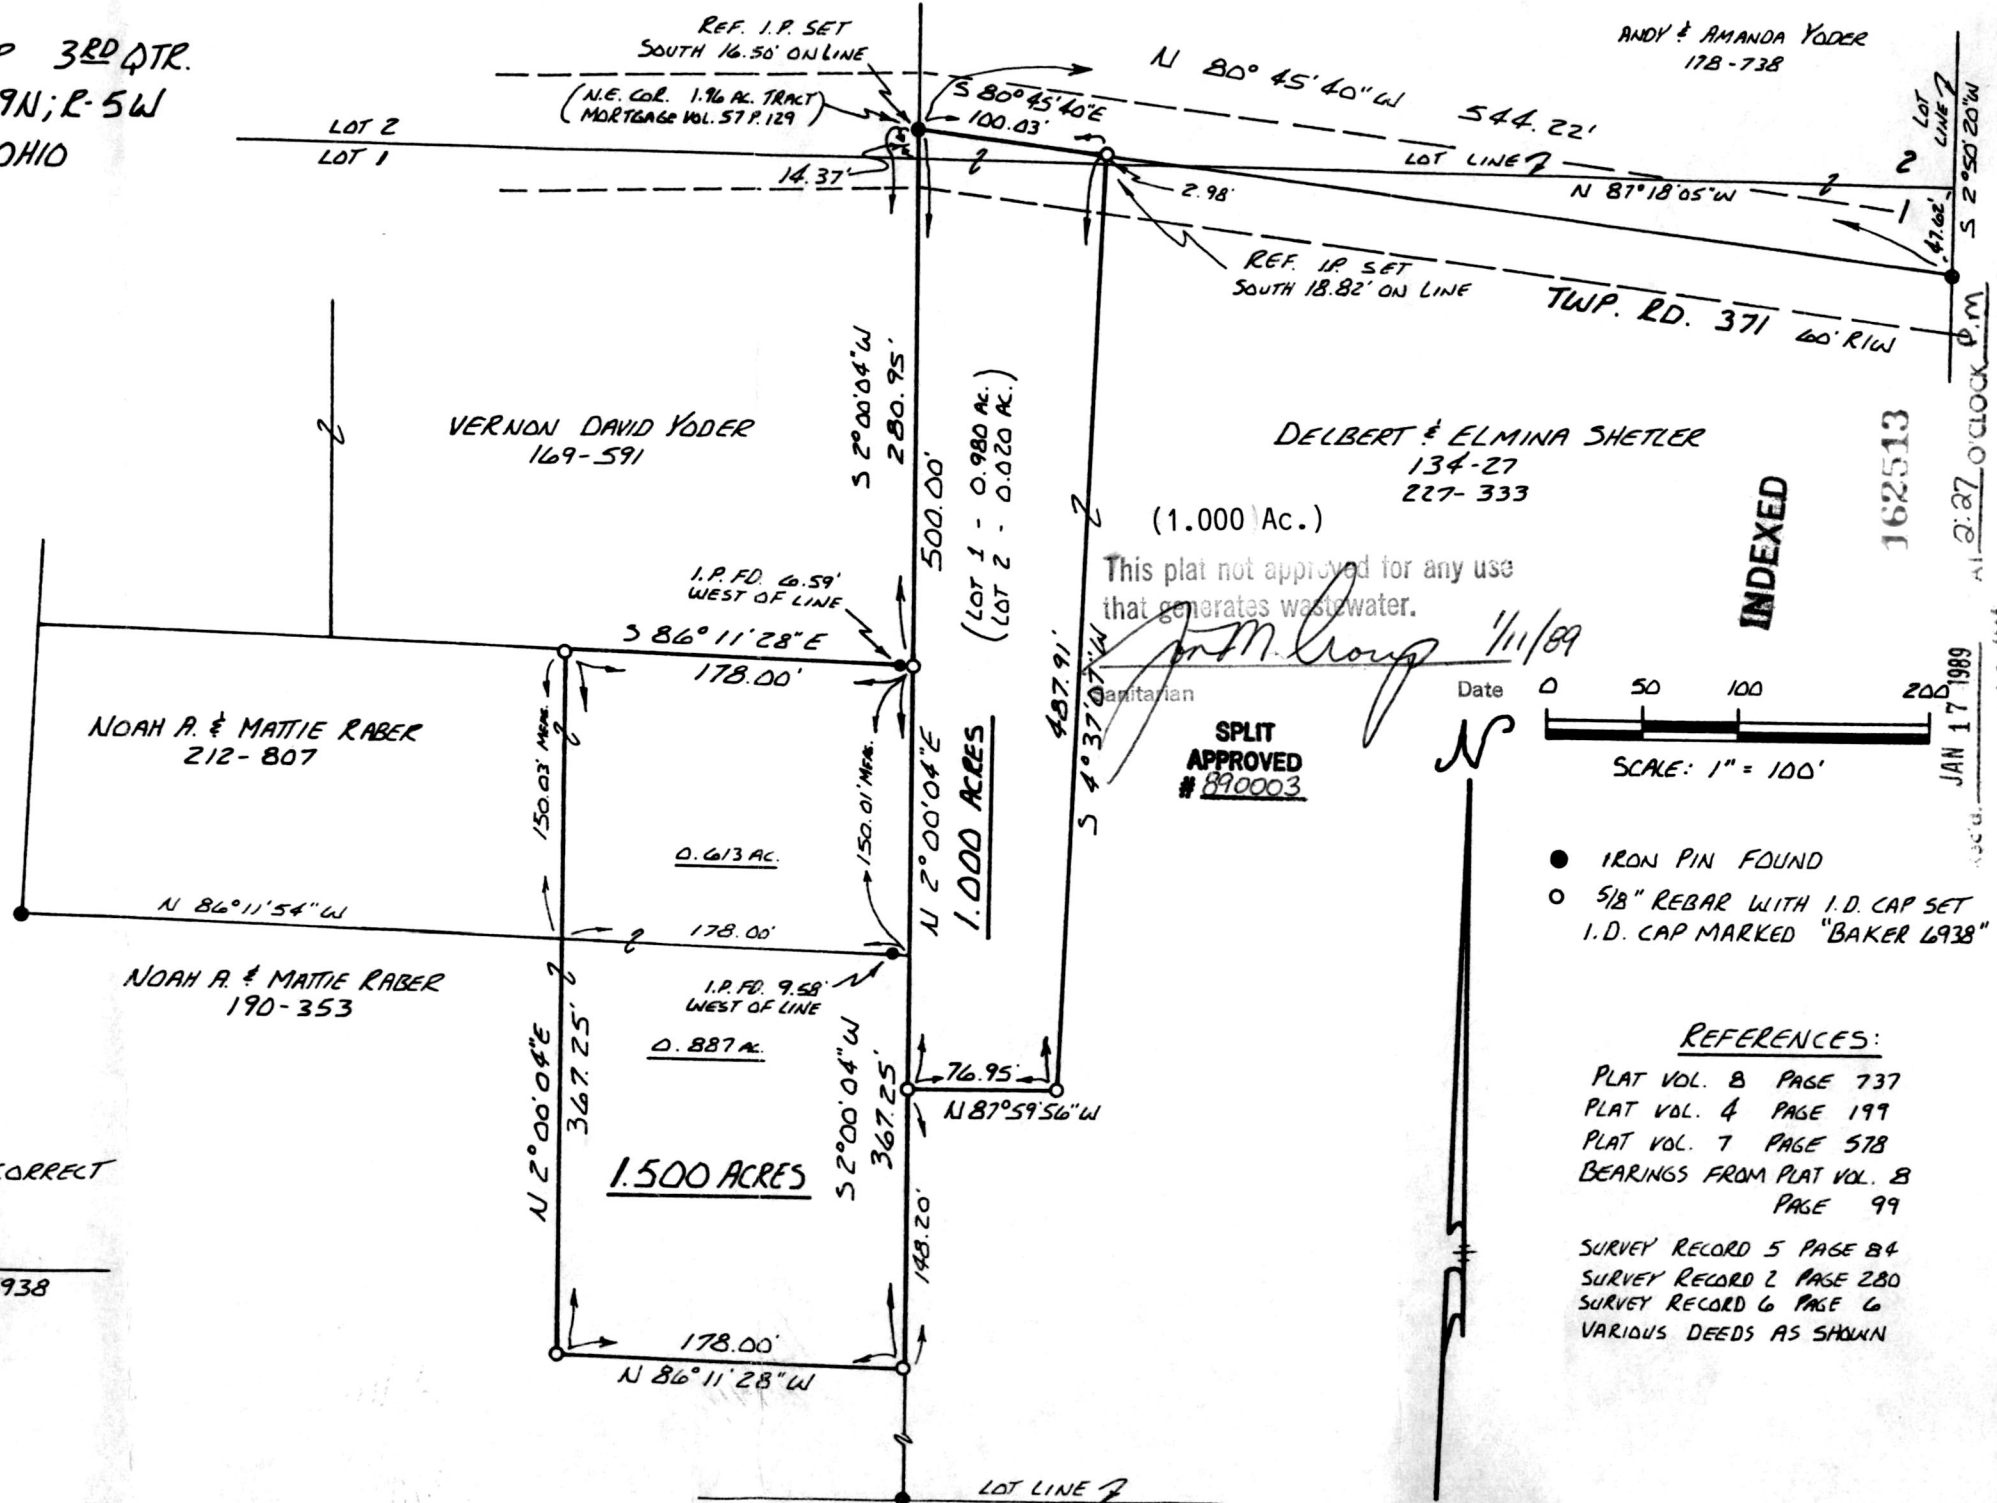 P 3RD QTR.
9N; R-5W
OHIO
REF. I.P. SET
SOUTH 16.50' ON LINE
(N.E. COR. 1.96 AC. TRACT)
(MORTGAGE VOL. 57 P. 129)
LOT 2
LOT 1
14.37'
S 80°45'40"E
100.03'
N 80°45'40"W 544.22'
ANDY & AMANDA YODER
178-738
LOT LINE
N 87°18'05"W
2.98'
2
1
LOT
LINE
S 2°50'20"W
47.62'
REF. I.P. SET
SOUTH 18.82' ON LINE
TWP. RD. 371 60' R/W
VERNON DAVID YODER
169-591
S 2°00'04"W
280.95'
500.00'
(LOT 1 - 0.980 AC.)
(LOT 2 - 0.020 AC.)
DELBERT & ELMINA SHETLER
134-27
227-333
(1.000 Ac.)
This plat not approved for any use
that generates wastewater.
1/11/89
Sanitarian Date
SPLIT
APPROVED
# 890003
INDEXED
162513
JAN 17 1989 At 2:27 O'CLOCK P.M
I.P. FD. 6.59'
WEST OF LINE
S 86°11'28"E
178.00'
NOAH A. & MATTIE RABER
212-807
150.03' MEAS.
0.613 AC.
150.01' MEAS.
N 2°00'04"E
1.000 ACRES
487.91'
S 4°37'07"W
0 50 100 200
SCALE: 1" = 100'
N
IRON PIN FOUND
5/8" REBAR WITH I.D. CAP SET
I.D. CAP MARKED "BAKER 6938"
N 86°11'54"W
178.00'
NOAH A. & MATTIE RABER
190-353
I.P. FD. 9.58'
WEST OF LINE
0.887 AC.
N 2°00'04"E
367.25'
S 2°00'04"W
367.25'
76.95'
N 87°59'56"W
1.500 ACRES
148.20'
178.00'
N 86°11'28"W
CORRECT
938
REFERENCES:
PLAT VOL. 8 PAGE 737
PLAT VOL. 4 PAGE 199
PLAT VOL. 7 PAGE 578
BEARINGS FROM PLAT VOL. 8
PAGE 99
SURVEY RECORD 5 PAGE 84
SURVEY RECORD 2 PAGE 280
SURVEY RECORD 6 PAGE 6
VARIOUS DEEDS AS SHOWN
LOT LINE